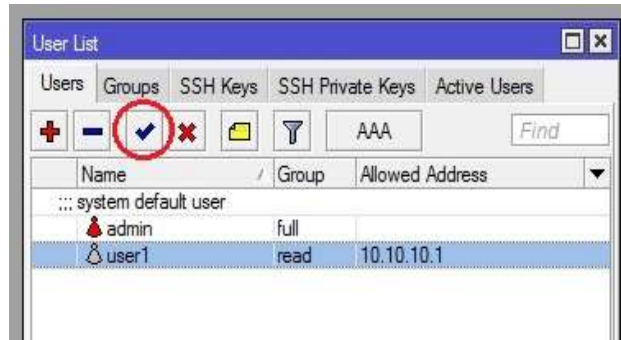 User List
Users Groups SSH Keys SSH Private Keys Active Users
AAA Find
Name Group Allowed Address
;;; system default user
admin full
user1 read 10.10.10.1